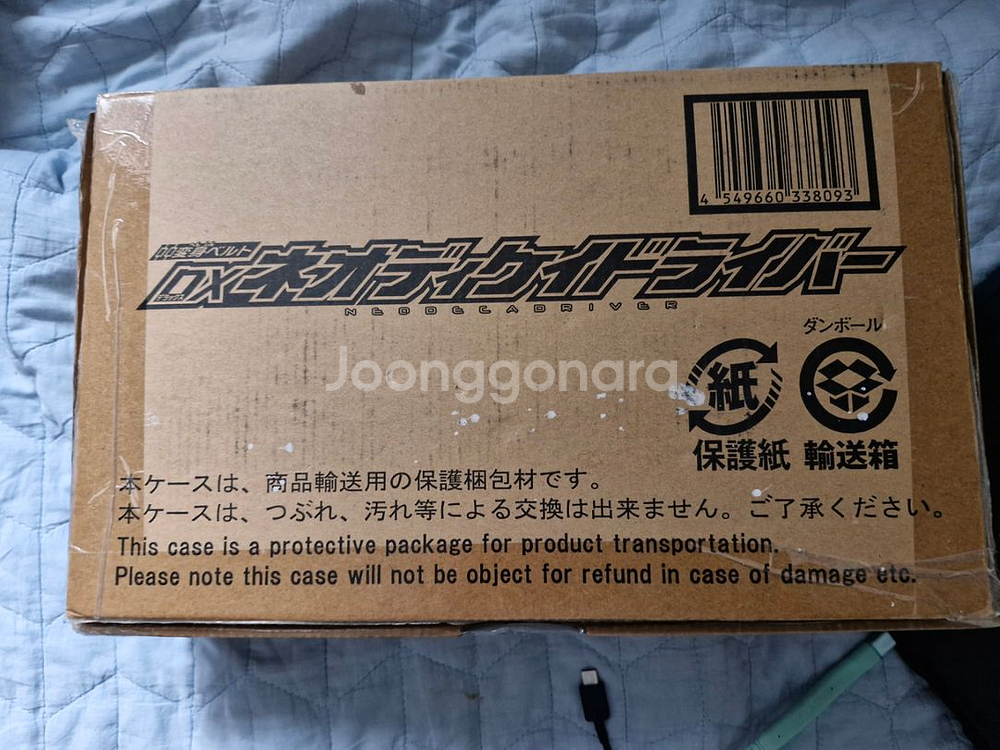 4 549660 338093
変身ベルト
DXネオディケイドライバー
デラックス
NEODECADRIVER
ダンボール
紙
保護紙 輸送箱
Joonggonara
本ケースは、商品輸送用の保護梱包材です。
本ケースは、つぶれ、汚れ等による交換は出来ません。ご了承ください。
This case is a protective package for product transportation.
Please note this case will not be object for refund in case of damage etc.